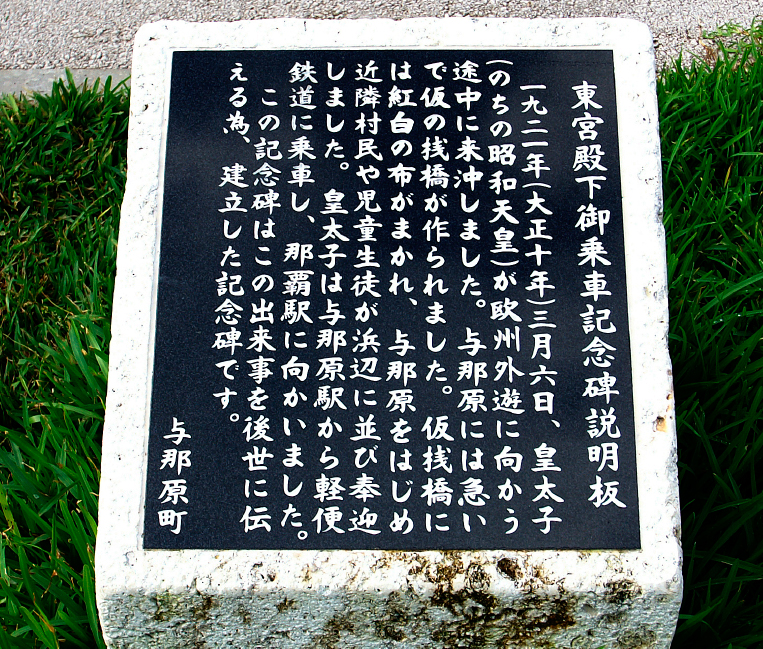 東宮殿下御乗車記念碑説明板
一九二一年(大正十年)三月六日、皇太子
(のちの昭和天皇)が欧州外遊に向かう
途中に来沖しました。与那原には急い
で仮の桟橋が作られました。仮桟橋に
は紅白の布がまかれ、与那原をはじめ
近隣村民や児童生徒が浜辺に並び奉迎
しました。皇太子は与那原駅から軽便
鉄道に乗車し、那覇駅に向かいました。
この記念碑はこの出来事を後世に伝
える為、建立した記念碑です。
与那原町